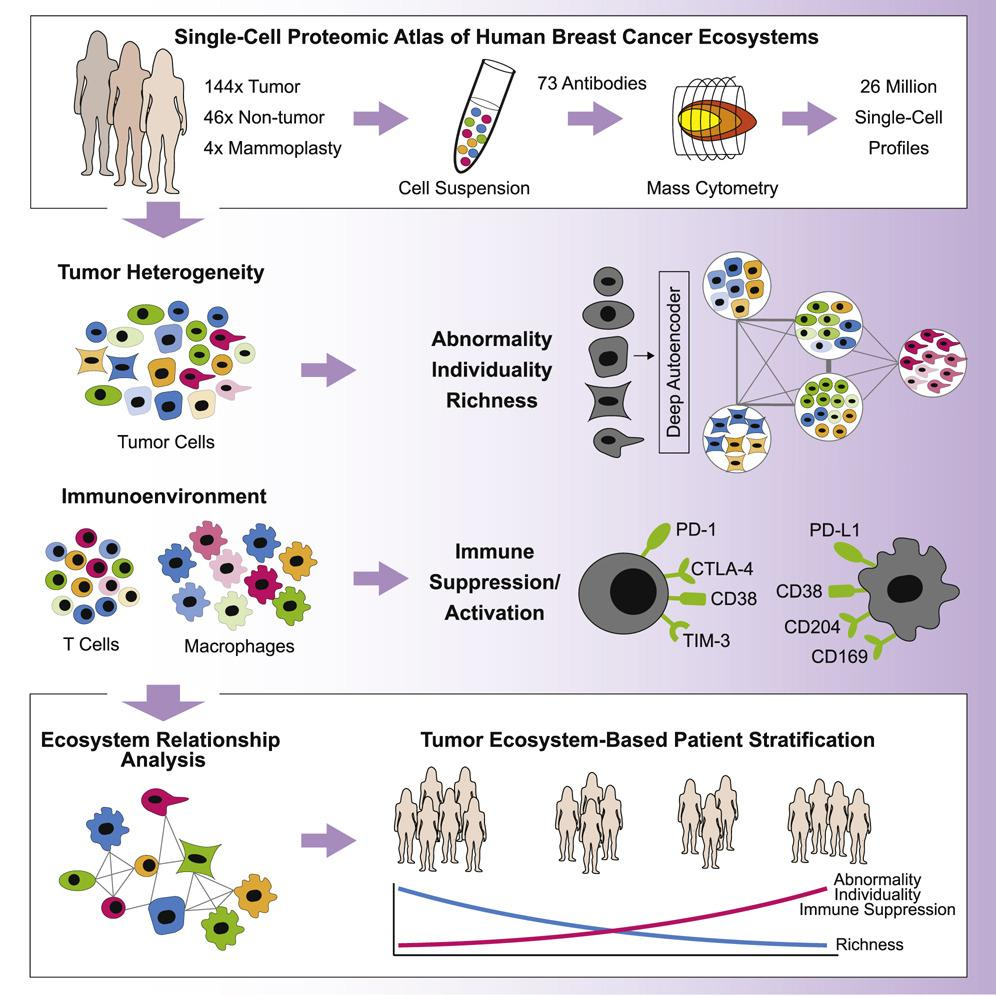 Single-Cell Proteomic Atlas of Human Breast Cancer Ecosystems
144x Tumor
46x Non-tumor
4x Mammoplasty
Cell Suspension
73 Antibodies
Mass Cytometry
26 Million
Single-Cell
Profiles
Tumor Heterogeneity
Tumor Cells
Abnormality
Individuality
Richness
Deep Autoencoder
Immunoenvironment
T Cells
Macrophages
Immune
Suppression/
Activation
PD-1
CTLA-4
CD38
TIM-3
PD-L1
CD38
CD204
CD169
Ecosystem Relationship
Analysis
Tumor Ecosystem-Based Patient Stratification
Abnormality
Individuality
Immune Suppression
Richness